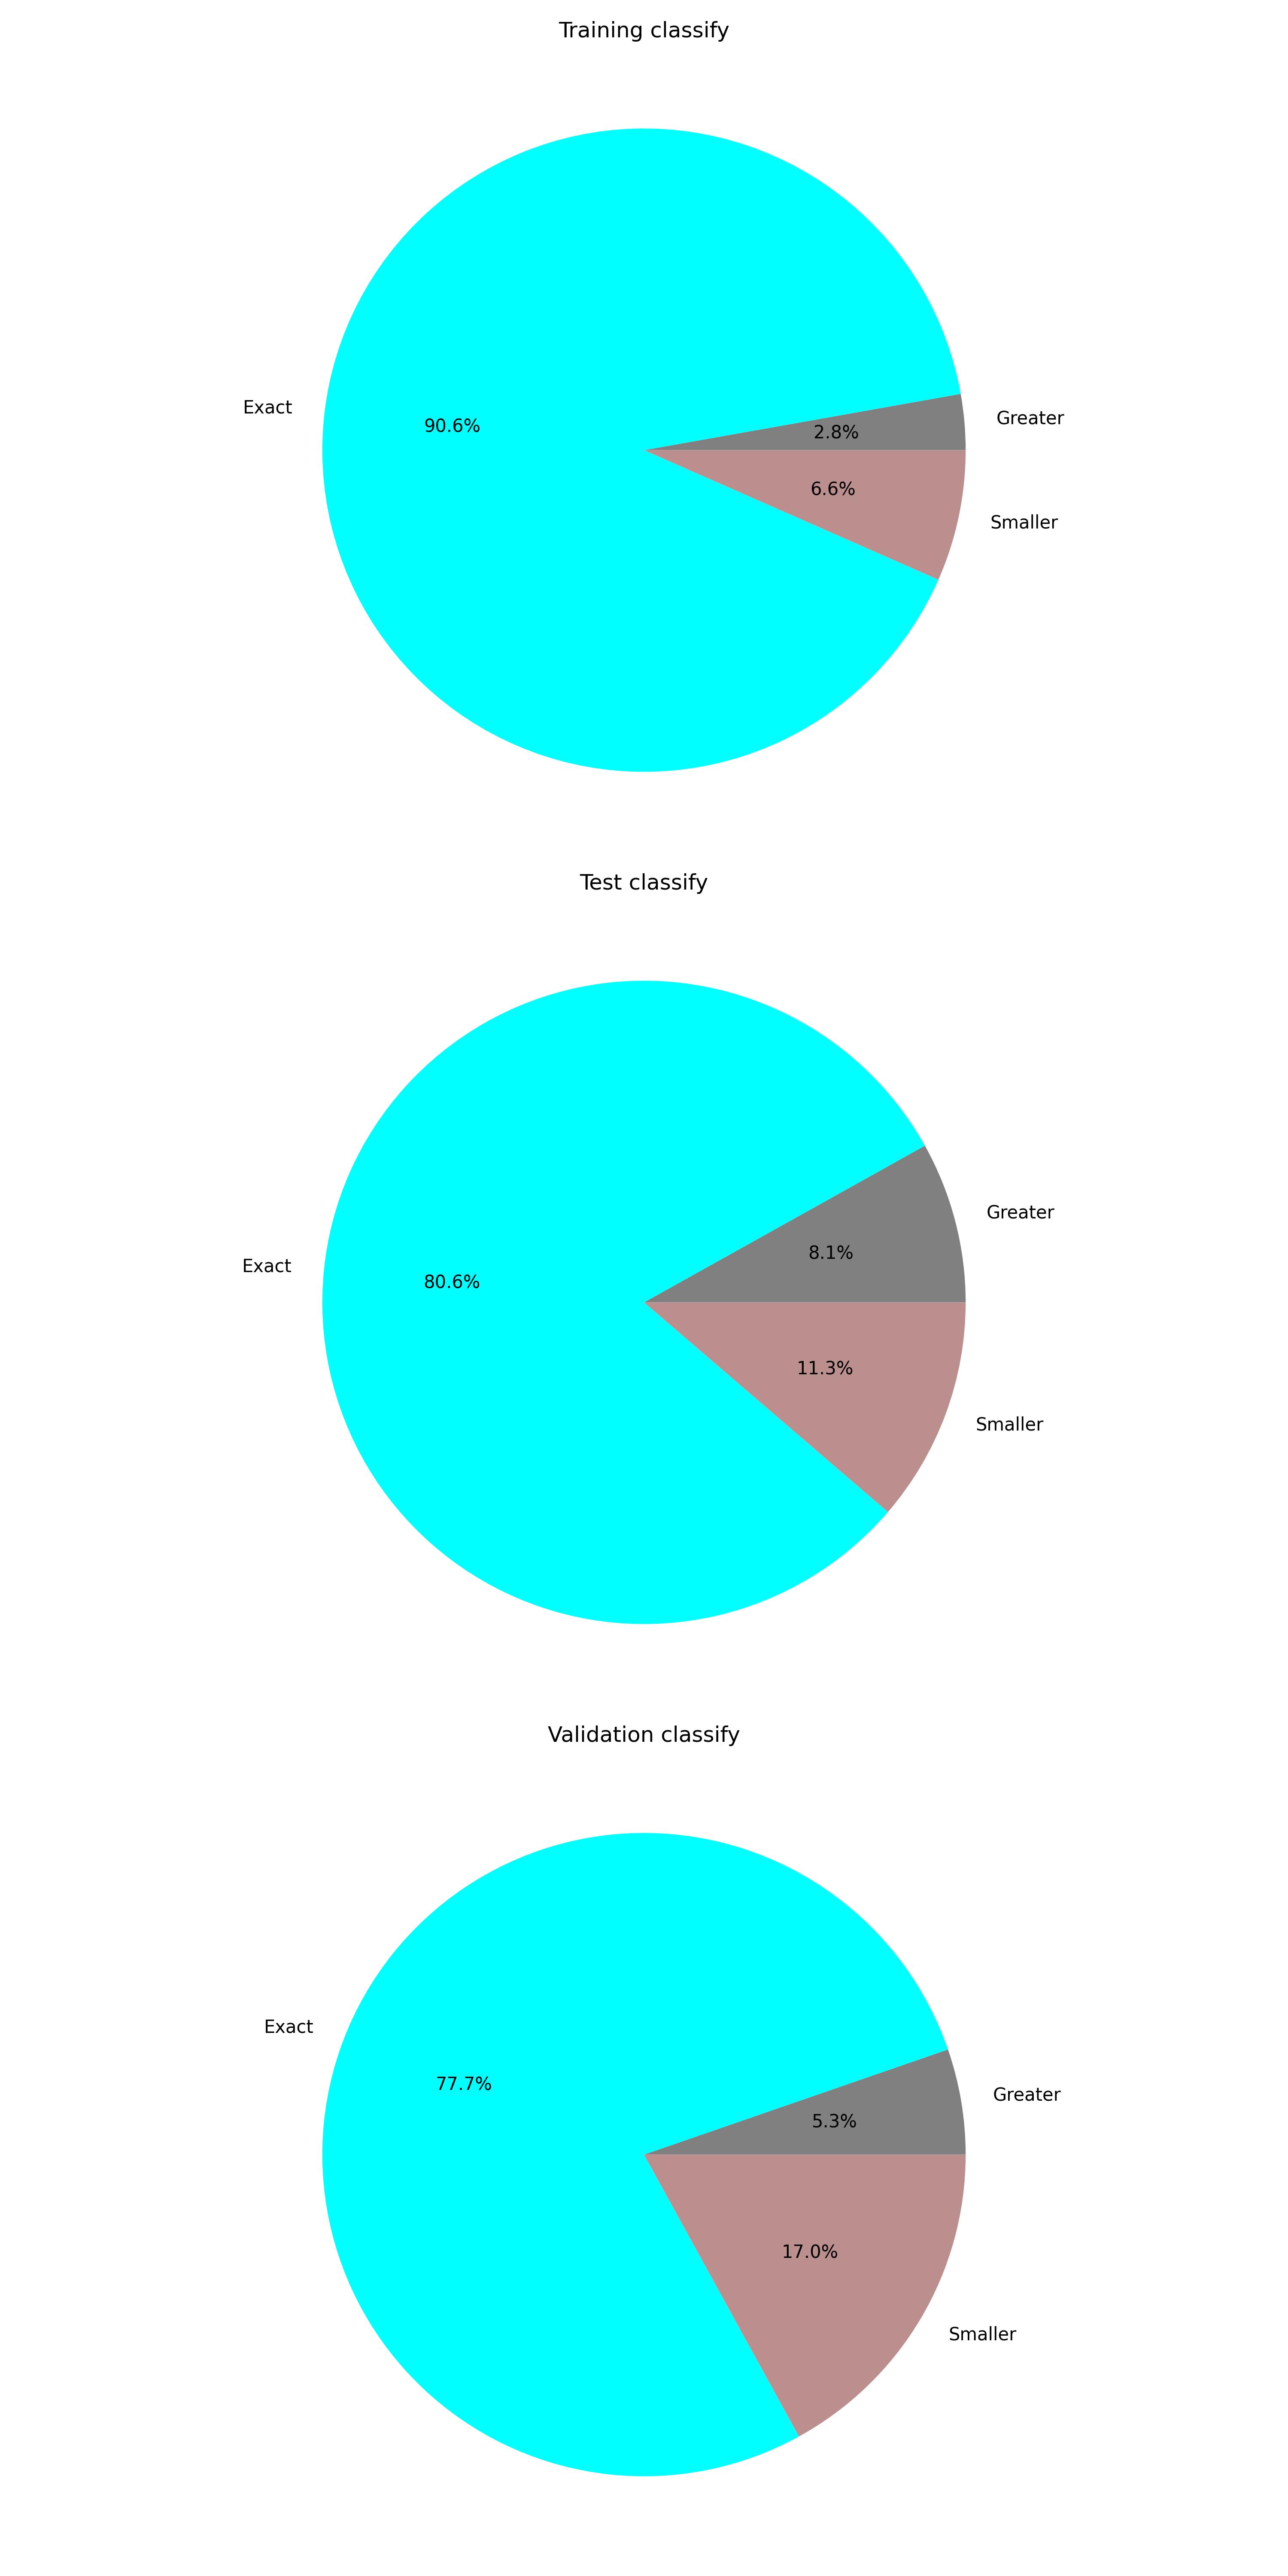 Training classify
Greater
Exact
90.6%
2.8%
6.6%
Smaller
Test classify
Greater
8.1%
Exact
80.6%
11.3%
Smaller
Validation classify
Exact
77.7%
Greater
5.3%
17.0%
Smaller